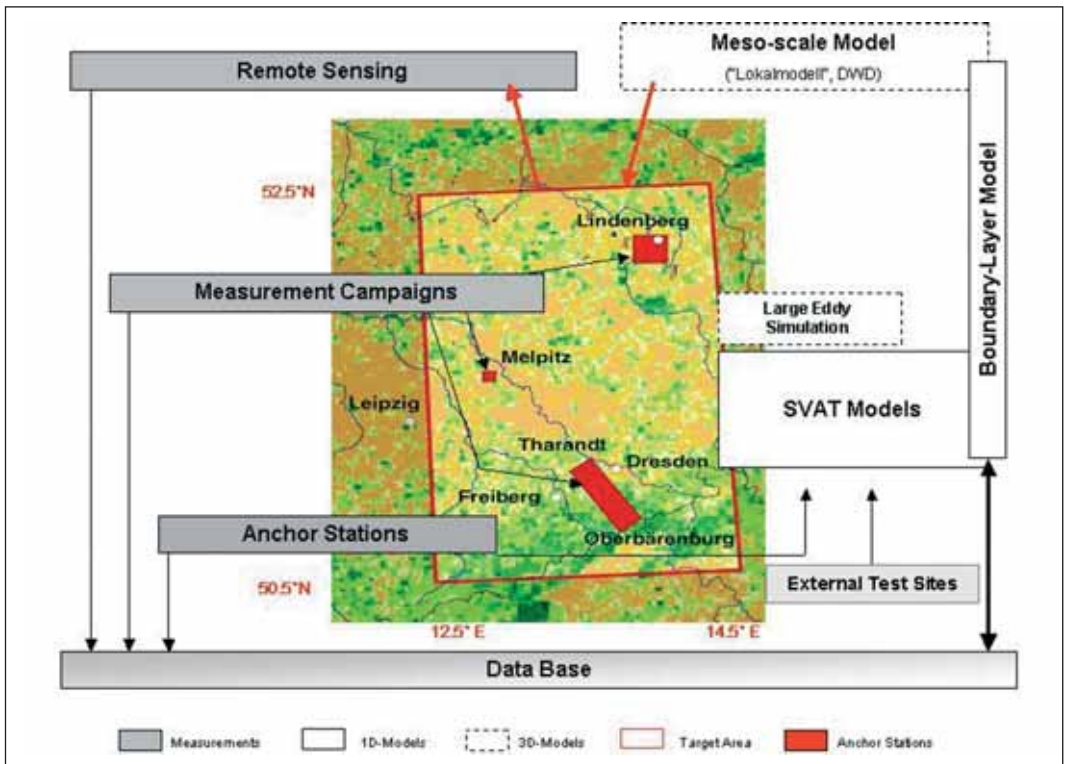 Meso-scale Model
("Lokalmodell", DWD)
Remote Sensing
Boundary-Layer Model
52.5°N
Lindenberg
Measurement Campaigns
Large Eddy
Simulation
Melpitz
Leipzig
SVAT Models
Tharandt
Dresden
Freiberg
Anchor Stations
Oberbärenburg
External Test Sites
50.5°N
12.5° E
14.5° E
Data Base
Measurements
1D-Models
3D-Models
Target Area
Anchor Stations